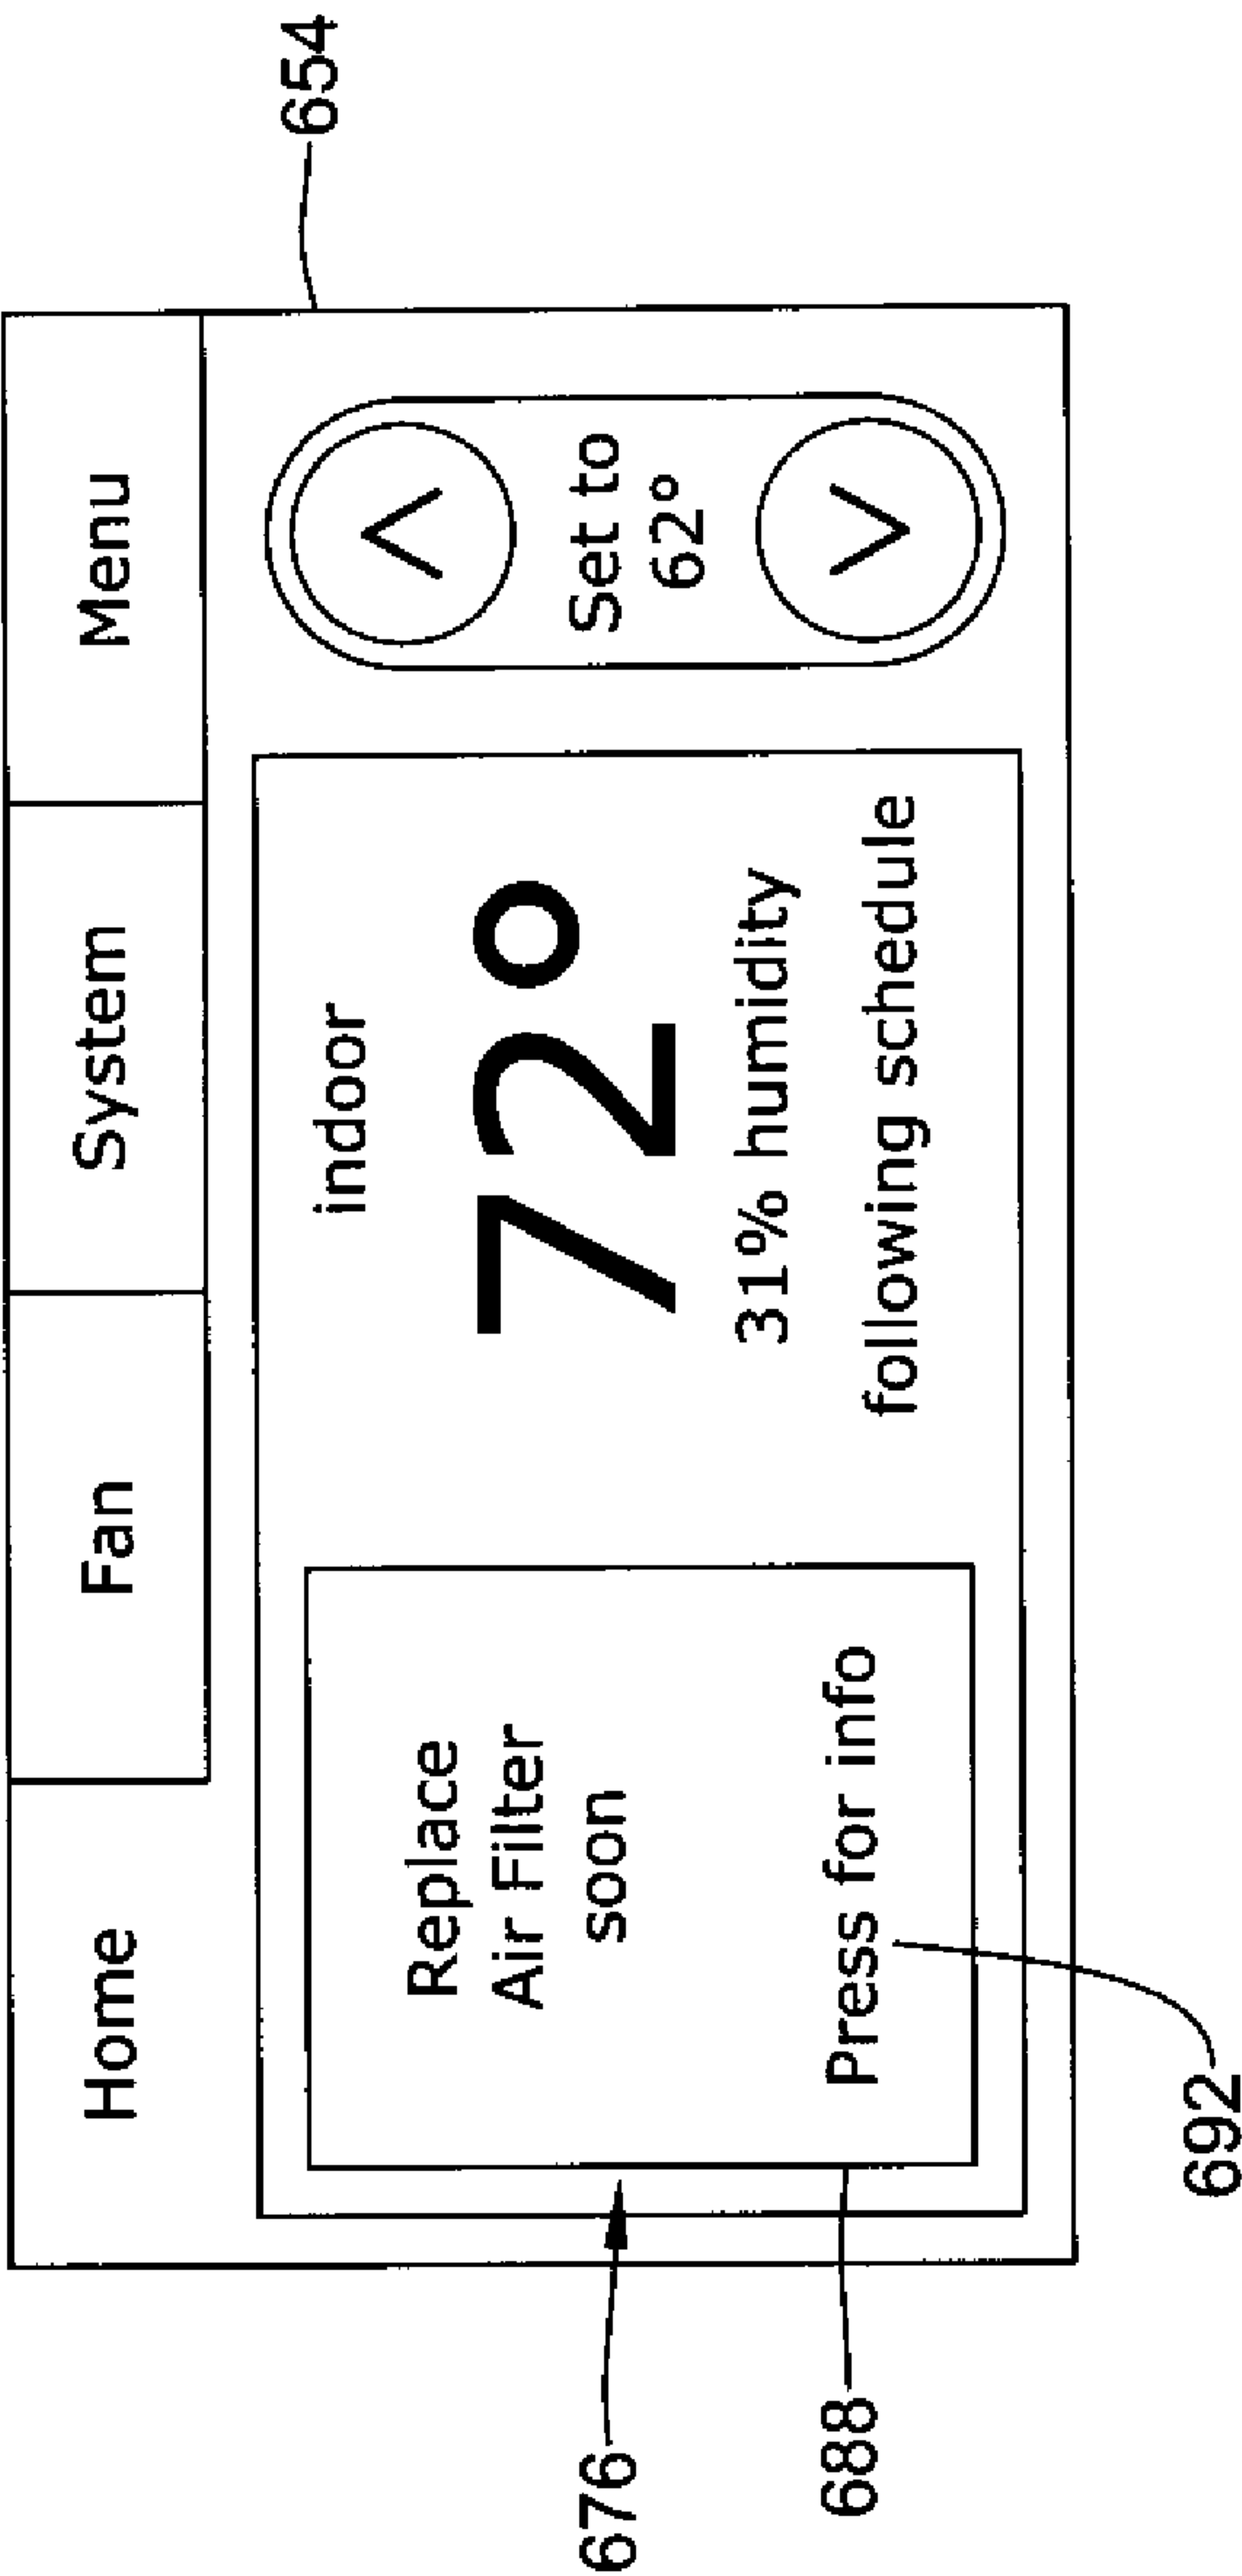 654
Home
Fan
System
Menu
Replace
Air Filter
soon
Press for info
indoor
72°
31% humidity
following schedule
Set to
62°
676
688
692